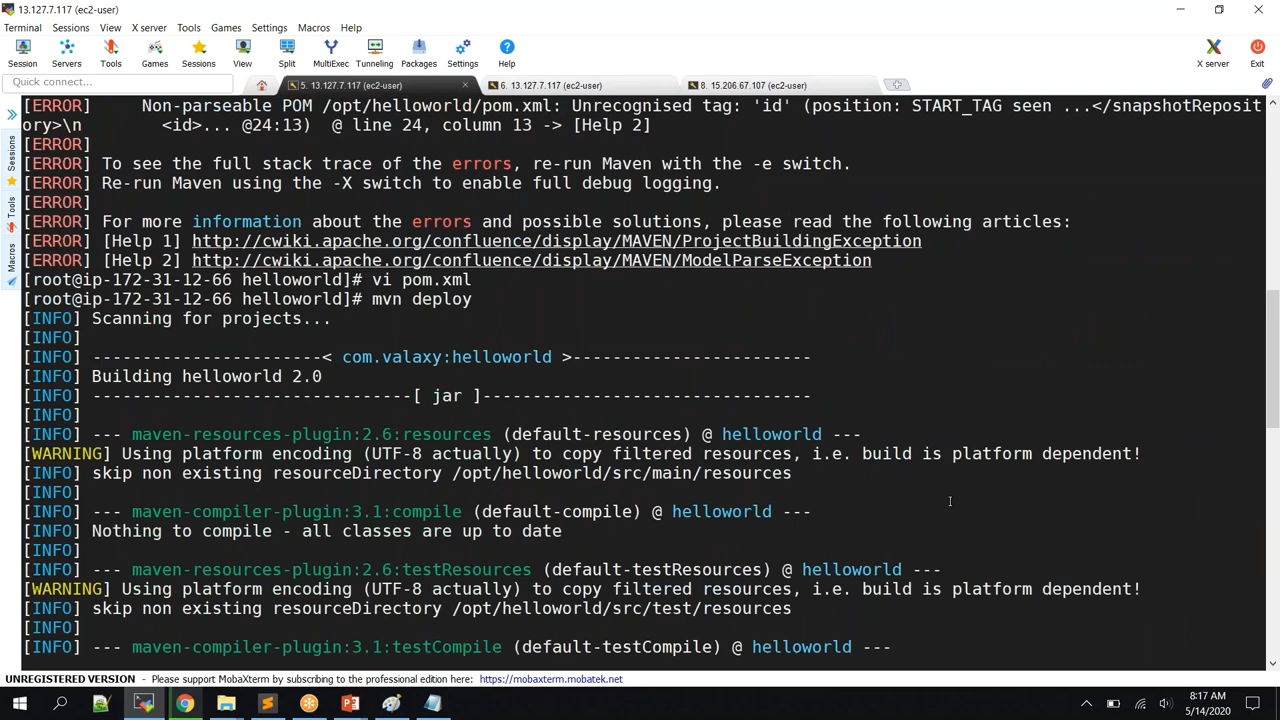 13.127.7.117 (ec2-user)
Terminal Sessions View X server Tools Games Settings Macros Help
Session Servers Tools Games Sessions View Split MultiExec Tunneling Packages Settings Help X server Exit
Quick connect...
5. 13.127.7.117 (ec2-user)
6. 13.127.7.117 (ec2-user)
8. 15.206.67.107 (ec2-user)
Sessions
Tools
Macros
[ERROR]     Non-parseable POM /opt/helloworld/pom.xml: Unrecognised tag: 'id' (position: START_TAG seen ...</snapshotReposit
ory>\n        <id>... @24:13)  @ line 24, column 13 -> [Help 2]
[ERROR]
[ERROR] To see the full stack trace of the errors, re-run Maven with the -e switch.
[ERROR] Re-run Maven using the -X switch to enable full debug logging.
[ERROR]
[ERROR] For more information about the errors and possible solutions, please read the following articles:
[ERROR] [Help 1] http://cwiki.apache.org/confluence/display/MAVEN/ProjectBuildingException
[ERROR] [Help 2] http://cwiki.apache.org/confluence/display/MAVEN/ModelParseException
[root@ip-172-31-12-66 helloworld]# vi pom.xml
[root@ip-172-31-12-66 helloworld]# mvn deploy
[INFO] Scanning for projects...
[INFO]
[INFO] -----------------------< com.valaxy:helloworld >------------------------
[INFO] Building helloworld 2.0
[INFO] --------------------------------[ jar ]---------------------------------
[INFO]
[INFO] --- maven-resources-plugin:2.6:resources (default-resources) @ helloworld ---
[WARNING] Using platform encoding (UTF-8 actually) to copy filtered resources, i.e. build is platform dependent!
[INFO] skip non existing resourceDirectory /opt/helloworld/src/main/resources
[INFO]
[INFO] --- maven-compiler-plugin:3.1:compile (default-compile) @ helloworld ---
[INFO] Nothing to compile - all classes are up to date
[INFO]
[INFO] --- maven-resources-plugin:2.6:testResources (default-testResources) @ helloworld ---
[WARNING] Using platform encoding (UTF-8 actually) to copy filtered resources, i.e. build is platform dependent!
[INFO] skip non existing resourceDirectory /opt/helloworld/src/test/resources
[INFO]
[INFO] --- maven-compiler-plugin:3.1:testCompile (default-testCompile) @ helloworld ---
UNREGISTERED VERSION - Please support MobaXterm by subscribing to the professional edition here: https://mobaxterm.mobatek.net
8:17 AM
5/14/2020